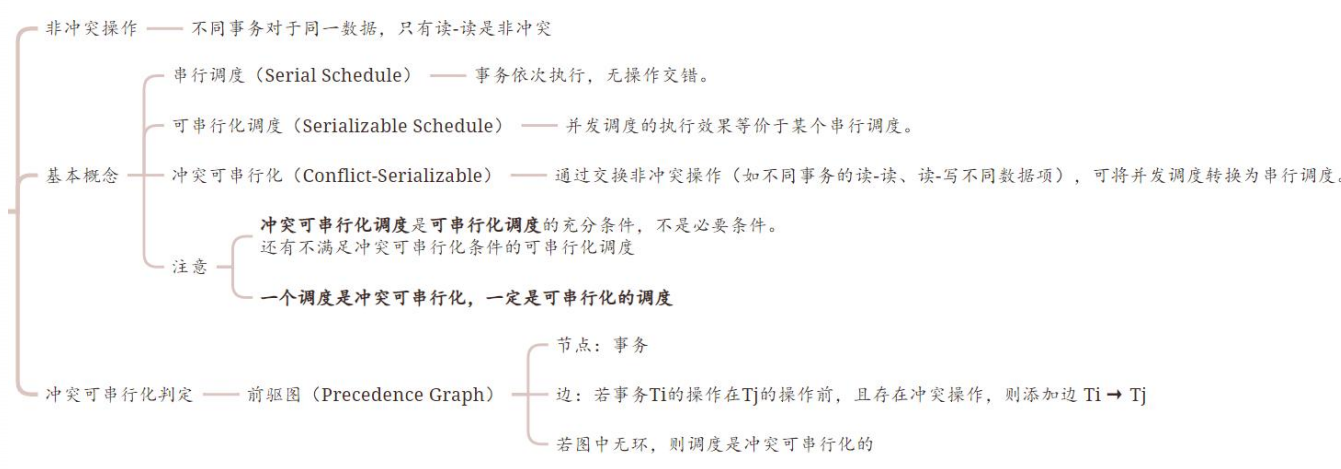 非冲突操作
不同事务对于同一数据，只有读-读是非冲突
基本概念
串行调度（Serial Schedule）
事务依次执行，无操作交错。
可串行化调度（Serializable Schedule）
并发调度的执行效果等价于某个串行调度。
冲突可串行化（Conflict-Serializable）
通过交换非冲突操作（如不同事务的读-读、读-写不同数据项），可将并发调度转换为串行调度。
注意
冲突可串行化调度是可串行化调度的充分条件，不是必要条件。
还有不满足冲突可串行化条件的可串行化调度
一个调度是冲突可串行化，一定是可串行化的调度
冲突可串行化判定
前驱图（Precedence Graph）
节点：事务
边：若事务Ti的操作在Tj的操作前，且存在冲突操作，则添加边 Ti → Tj
若图中无环，则调度是冲突可串行化的